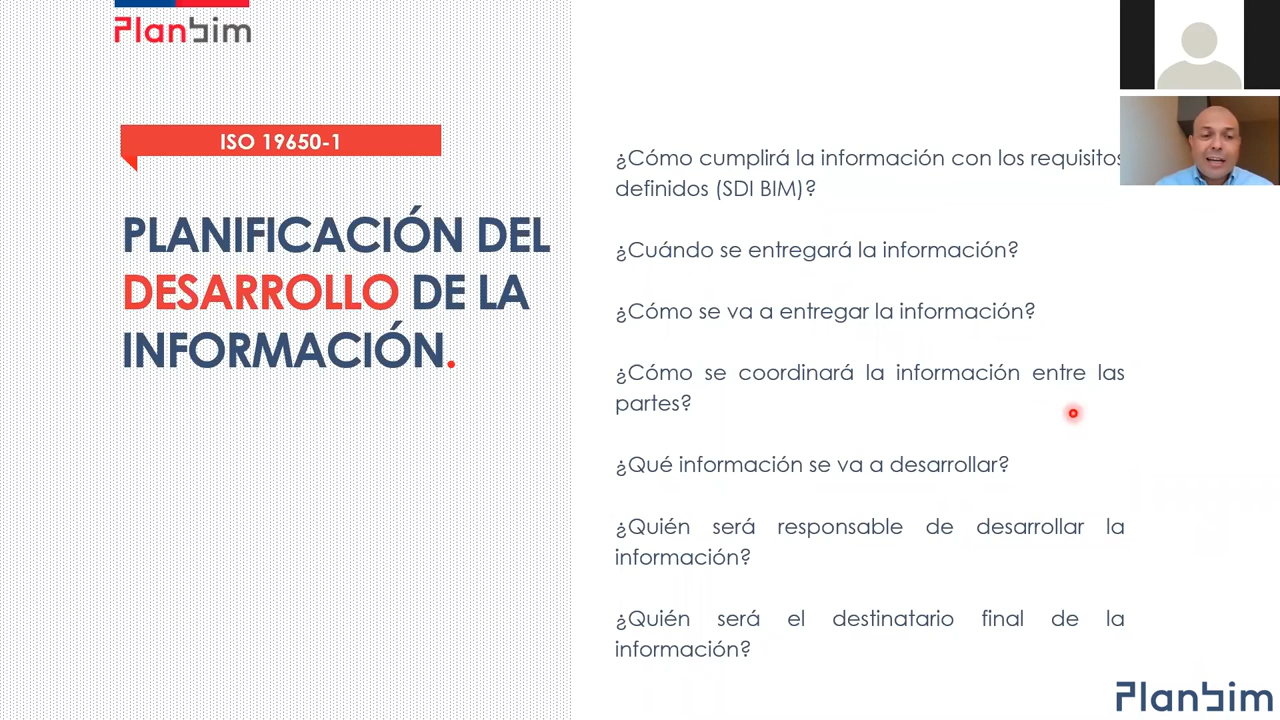 Planbim
ISO 19650-1
PLANIFICACIÓN DEL
DESARROLLO DE LA
INFORMACIÓN.
¿Cómo cumplirá la información con los requisitos
definidos (SDI BIM)?
¿Cuándo se entregará la información?
¿Cómo se va a entregar la información?
¿Cómo se coordinará la información entre las
partes?
¿Qué información se va a desarrollar?
¿Quién será responsable de desarrollar la
información?
¿Quién será el destinatario final de la
información?
Planbim